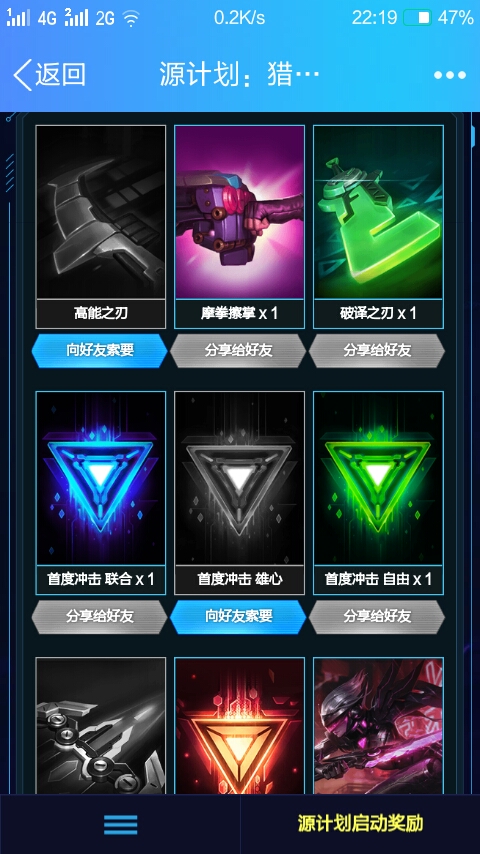 1 4G 2 2G 0.2K/s 22:19 47%
返回 源计划：猎…
高能之刃 摩拳擦掌 x 1 破译之刃 x 1
向好友索要 分享给好友 分享给好友
首度冲击 联合 x 1 首度冲击 雄心 首度冲击 自由 x 1
分享给好友 向好友索要 分享给好友
源计划启动奖励